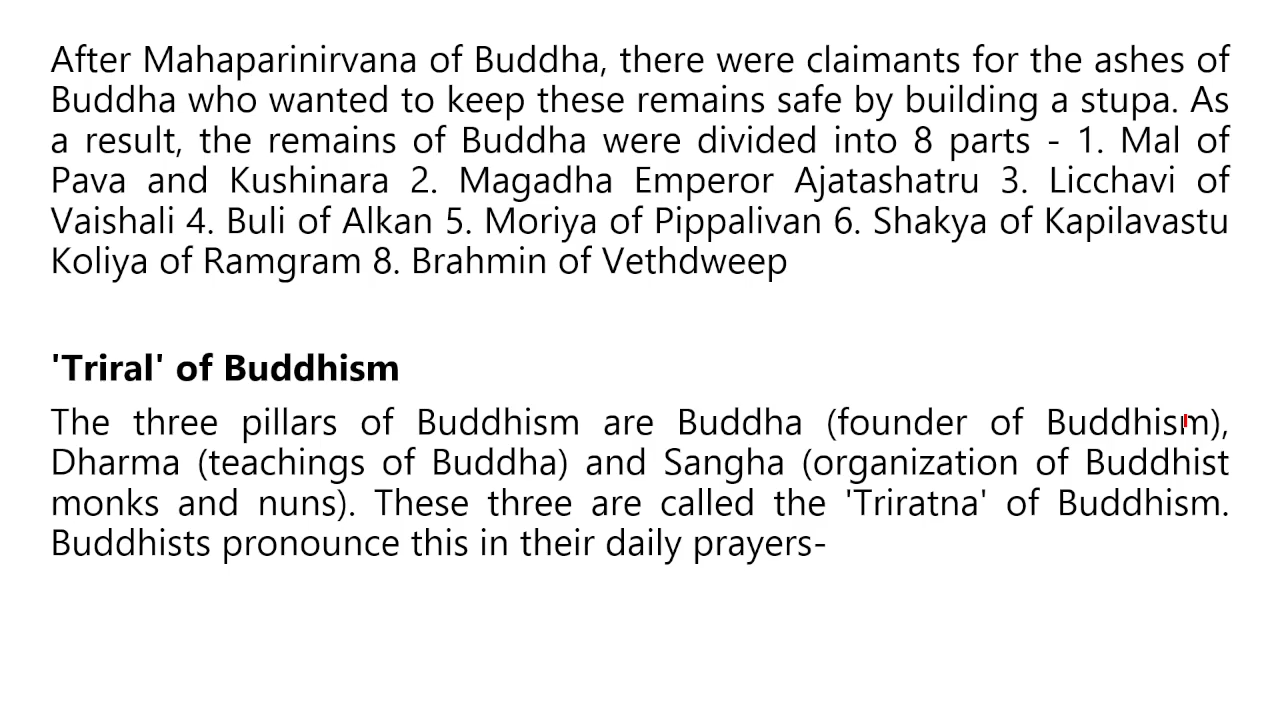 After Mahaparinirvana of Buddha, there were claimants for the ashes of
Buddha who wanted to keep these remains safe by building a stupa. As
a result, the remains of Buddha were divided into 8 parts - 1. Mal of
Pava and Kushinara 2. Magadha Emperor Ajatashatru 3. Licchavi of
Vaishali 4. Buli of Alkan 5. Moriya of Pippalivan 6. Shakya of Kapilavastu
Koliya of Ramgram 8. Brahmin of Vethdweep
'Triral' of Buddhism
The three pillars of Buddhism are Buddha (founder of Buddhism),
Dharma (teachings of Buddha) and Sangha (organization of Buddhist
monks and nuns). These three are called the 'Triratna' of Buddhism.
Buddhists pronounce this in their daily prayers-